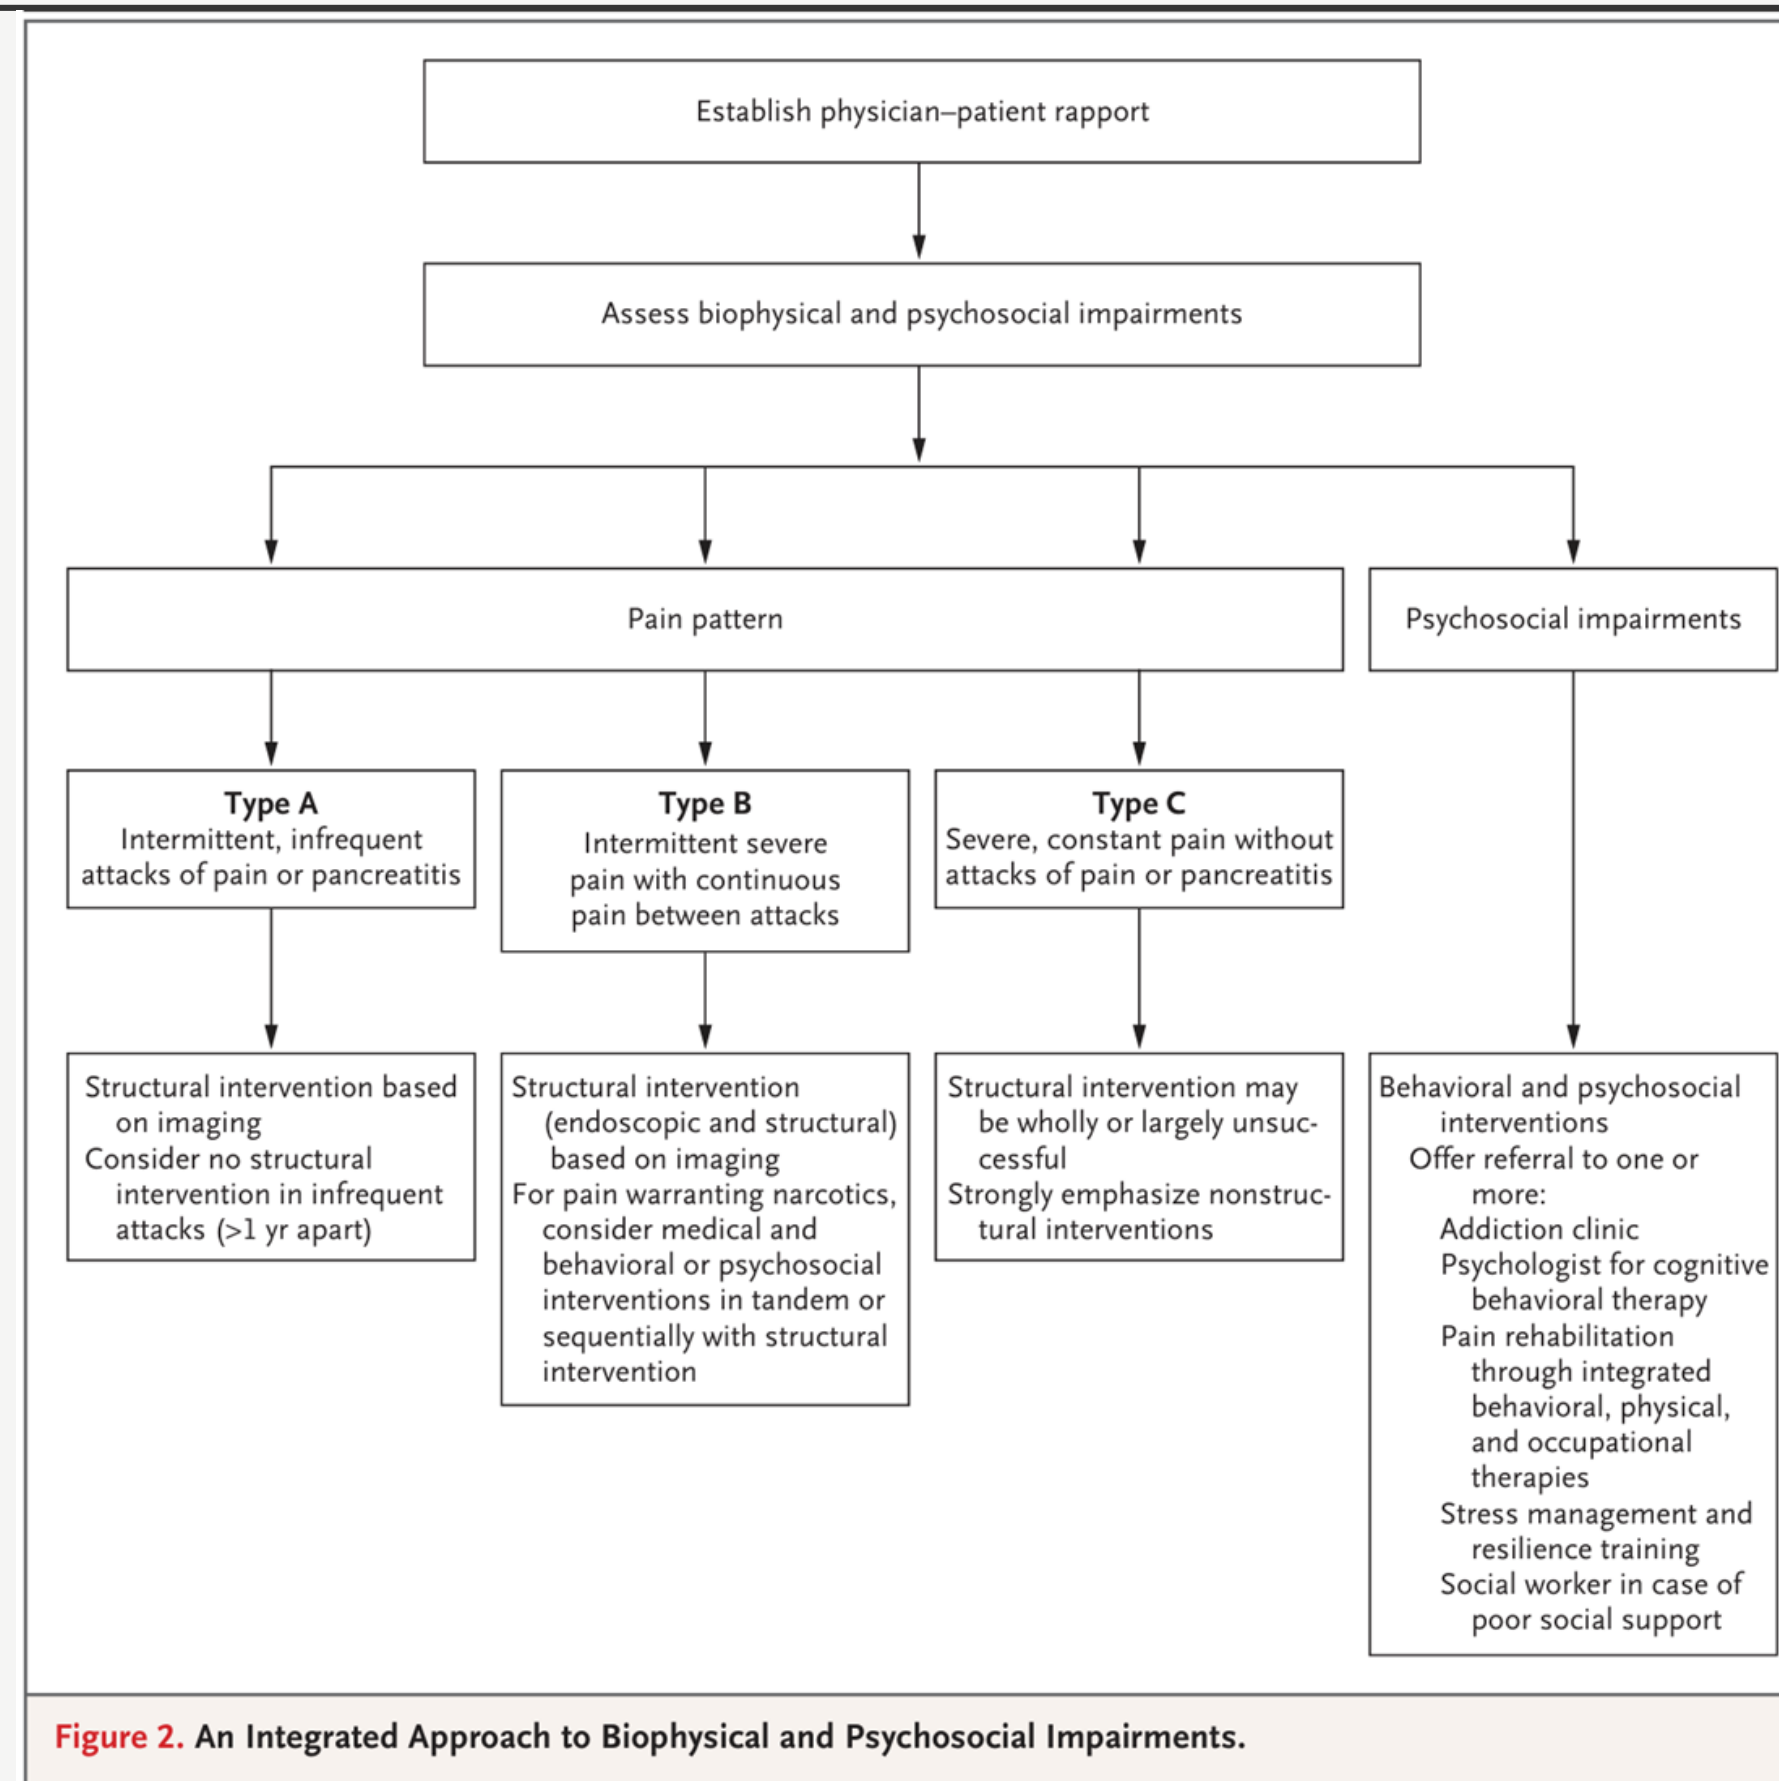 Establish physician–patient rapport
Assess biophysical and psychosocial impairments
Pain pattern
Psychosocial impairments
Type A
Intermittent, infrequent
attacks of pain or pancreatitis
Type B
Intermittent severe
pain with continuous
pain between attacks
Type C
Severe, constant pain without
attacks of pain or pancreatitis
Structural intervention based
on imaging
Consider no structural
intervention in infrequent
attacks (>1 yr apart)
Structural intervention
(endoscopic and structural)
based on imaging
For pain warranting narcotics,
consider medical and
behavioral or psychosocial
interventions in tandem or
sequentially with structural
intervention
Structural intervention may
be wholly or largely unsuc-
cessful
Strongly emphasize nonstruc-
tural interventions
Behavioral and psychosocial
interventions
Offer referral to one or
more:
Addiction clinic
Psychologist for cognitive
behavioral therapy
Pain rehabilitation
through integrated
behavioral, physical,
and occupational
therapies
Stress management and
resilience training
Social worker in case of
poor social support
Figure 2. An Integrated Approach to Biophysical and Psychosocial Impairments.